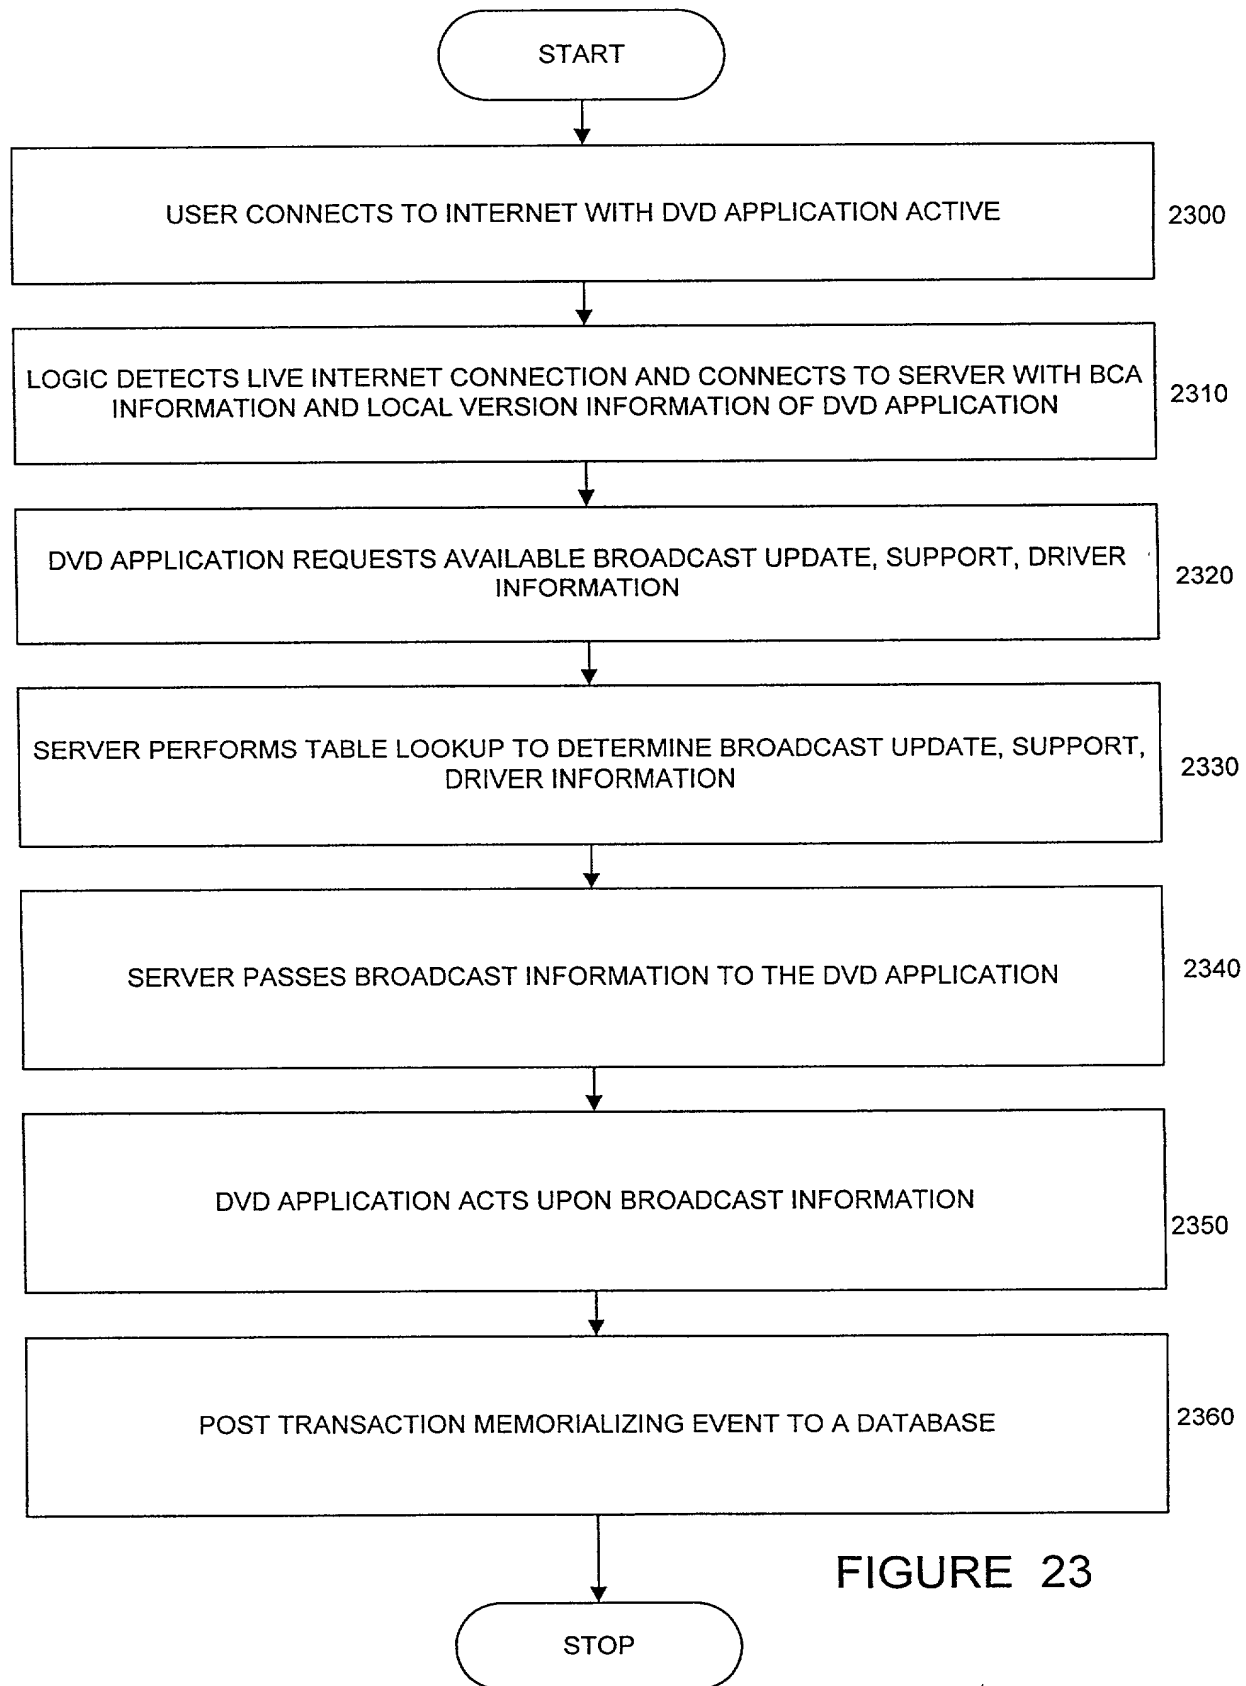 START
USER CONNECTS TO INTERNET WITH DVD APPLICATION ACTIVE
2300
LOGIC DETECTS LIVE INTERNET CONNECTION AND CONNECTS TO SERVER WITH BCA
INFORMATION AND LOCAL VERSION INFORMATION OF DVD APPLICATION
2310
DVD APPLICATION REQUESTS AVAILABLE BROADCAST UPDATE, SUPPORT, DRIVER
INFORMATION
2320
SERVER PERFORMS TABLE LOOKUP TO DETERMINE BROADCAST UPDATE, SUPPORT,
DRIVER INFORMATION
2330
SERVER PASSES BROADCAST INFORMATION TO THE DVD APPLICATION
2340
DVD APPLICATION ACTS UPON BROADCAST INFORMATION
2350
POST TRANSACTION MEMORIALIZING EVENT TO A DATABASE
2360
FIGURE 23
STOP